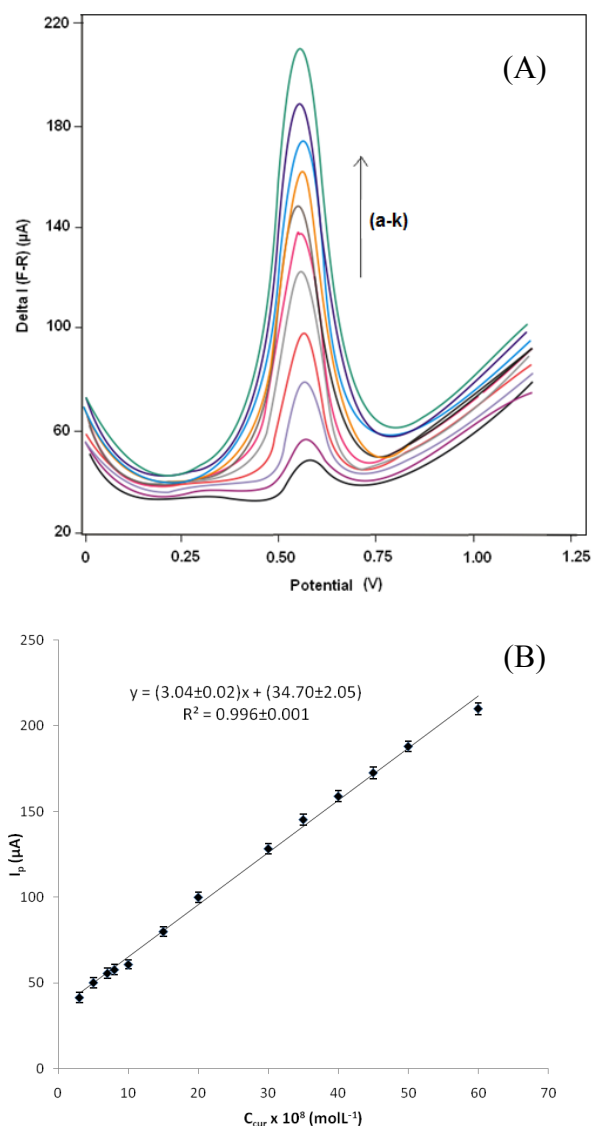 220
(A)
180
140
(a-k)
100
60
20
Delta I (F-R) (µA)
0
0.25
0.50
0.75
1.00
1.25
Potential (V)
250
(B)
y = (3.04±0.02)x + (34.70±2.05)
R² = 0.996±0.001
200
150
100
50
0
Iₚ (µA)
0
10
20
30
40
50
60
70
C_cur x 10⁸ (molL⁻¹)